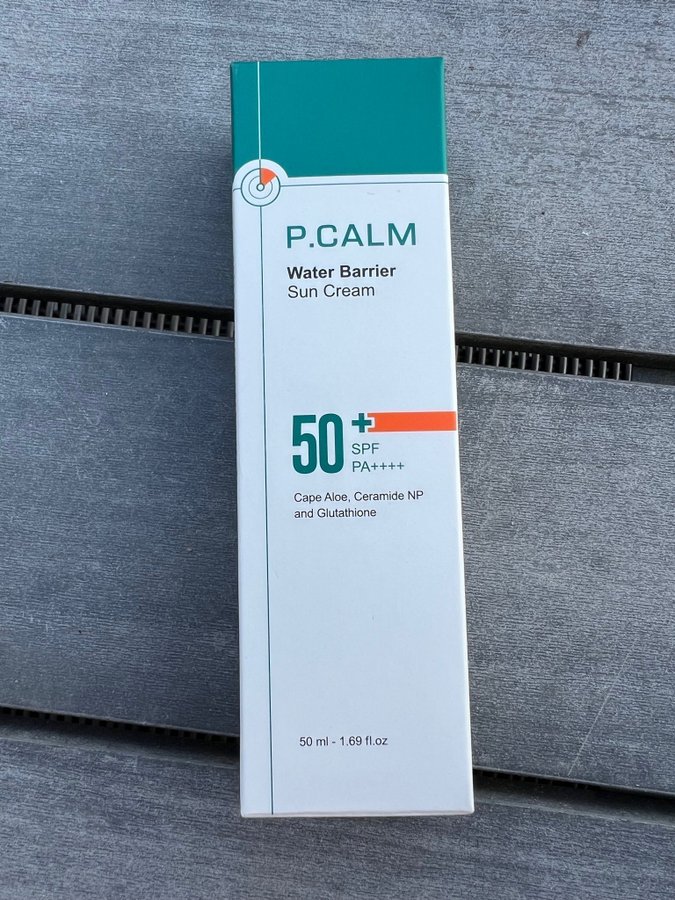 P.CALM
Water Barrier
Sun Cream
50+
SPF
PA++++
Cape Aloe, Ceramide NP
and Glutathione
50 ml - 1.69 fl.oz